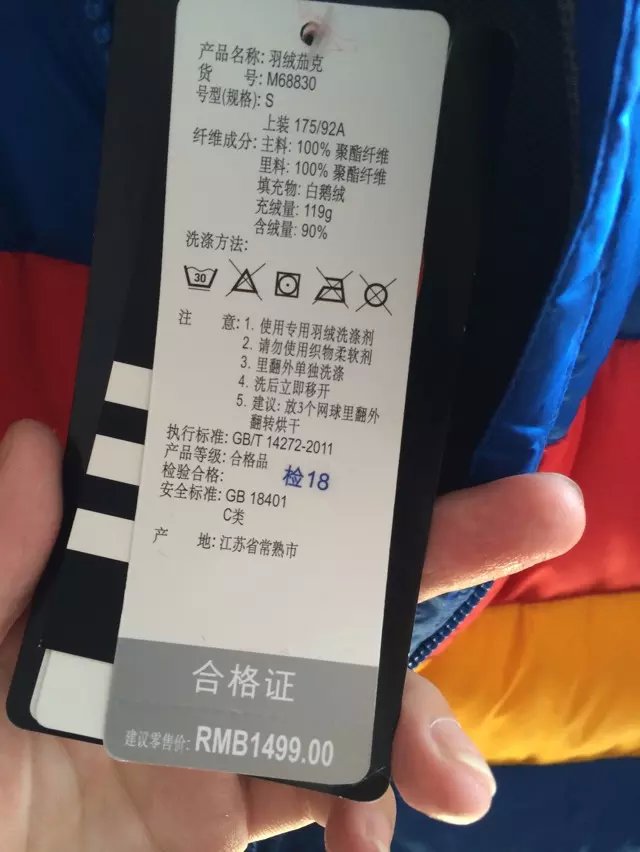 产品名称: 羽绒茄克
货 号: M68830
号型(规格): S
上装 175/92A
纤维成分: 主料: 100% 聚酯纤维
里料: 100% 聚酯纤维
填充物: 白鹅绒
充绒量: 119g
含绒量: 90%
洗涤方法:
30
注 意: 1. 使用专用羽绒洗涤剂
2. 请勿使用织物柔软剂
3. 里翻外单独洗涤
4. 洗后立即移开
5. 建议: 放3个网球里翻外
翻转烘干
执行标准: GB/T 14272-2011
产品等级: 合格品
检验合格: 检18
安全标准: GB 18401
C类
产 地: 江苏省常熟市
合格证
建议零售价: RMB1499.00